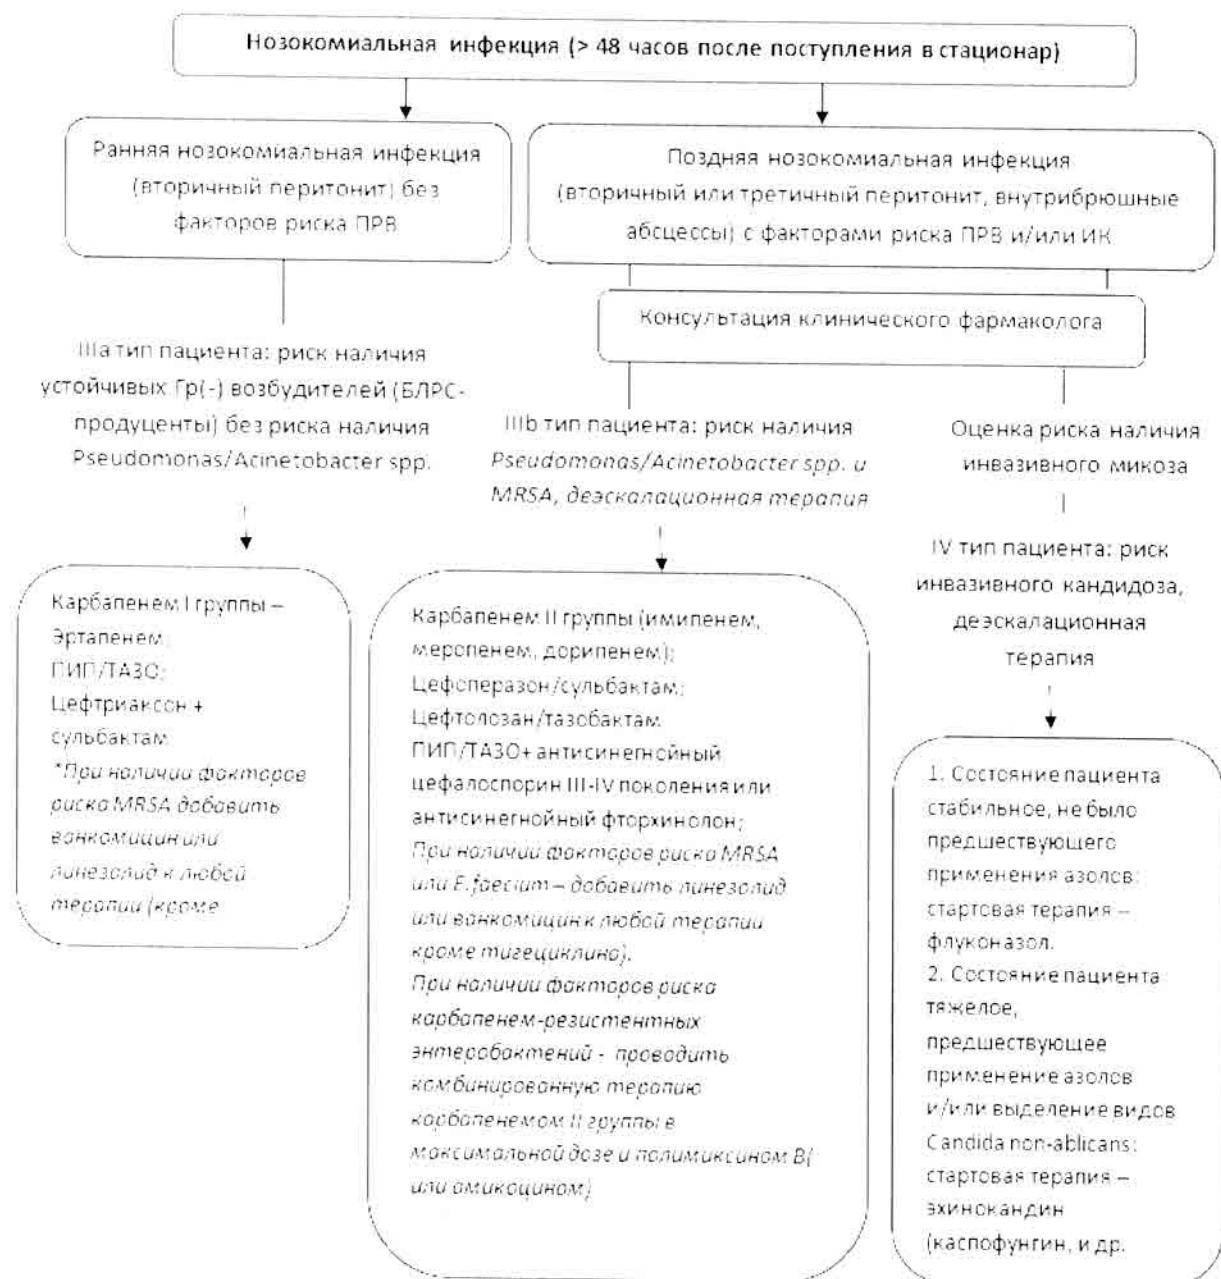 Нозокомиальная инфекция (> 48 часов после поступления в стационар)
Ранняя нозокомиальная инфекция
(вторичный перитонит) без
факторов риска ПРВ
Поздняя нозокомиальная инфекция
(вторичный или третичный перитонит, внутрибрюшные
абсцессы) с факторами риска ПРВ и/или ИК
Консультация клинического фармаколога
IIIa тип пациента: риск наличия
устойчивых Гр(-) возбудителей (БЛРС-
продуценты) без риска наличия
Pseudomonas/Acinetobacter spp.
IIIb тип пациента: риск наличия
Pseudomonas/Acinetobacter spp. и
MRSA, деэскалационная терапия
Оценка риска наличия
инвазивного микоза
IV тип пациента: риск
инвазивного кандидоза,
деэскалационная
терапия
Карбапенем I группы –
Эртапенем;
ПИП/ТАЗО;
Цефтриаксон +
сульбактам
*При наличии факторов
риска MRSA добавить
ванкомицин или
линезолид к любой
терапии (кроме
Карбапенем II группы (имипенем,
меропенем, дорипенем);
Цефоперазон/сульбактам;
Цефтолозан/тазобактам
ПИП/ТАЗО+ антисинегнойный
цефалоспорин III-IV поколения или
антисинегнойный фторхинолон;
При наличии факторов риска MRSA
или E.faecium – добавить линезолид
или ванкомицин к любой терапии
кроме тигециклина).
При наличии факторов риска
карбапенем-резистентных
энтеробактений - проводить
комбинированную терапию
карбапенемом II группы в
максимальной дозе и полимиксином В(
или амикацином)
1. Состояние пациента
стабильное, не было
предшествующего
применения азолов:
стартовая терапия –
флуконазол.
2. Состояние пациента
тяжелое,
предшествующее
применение азолов
и/или выделение видов
Candida non-ablicans:
стартовая терапия –
эхинокандин
(каспофунгин, и др.